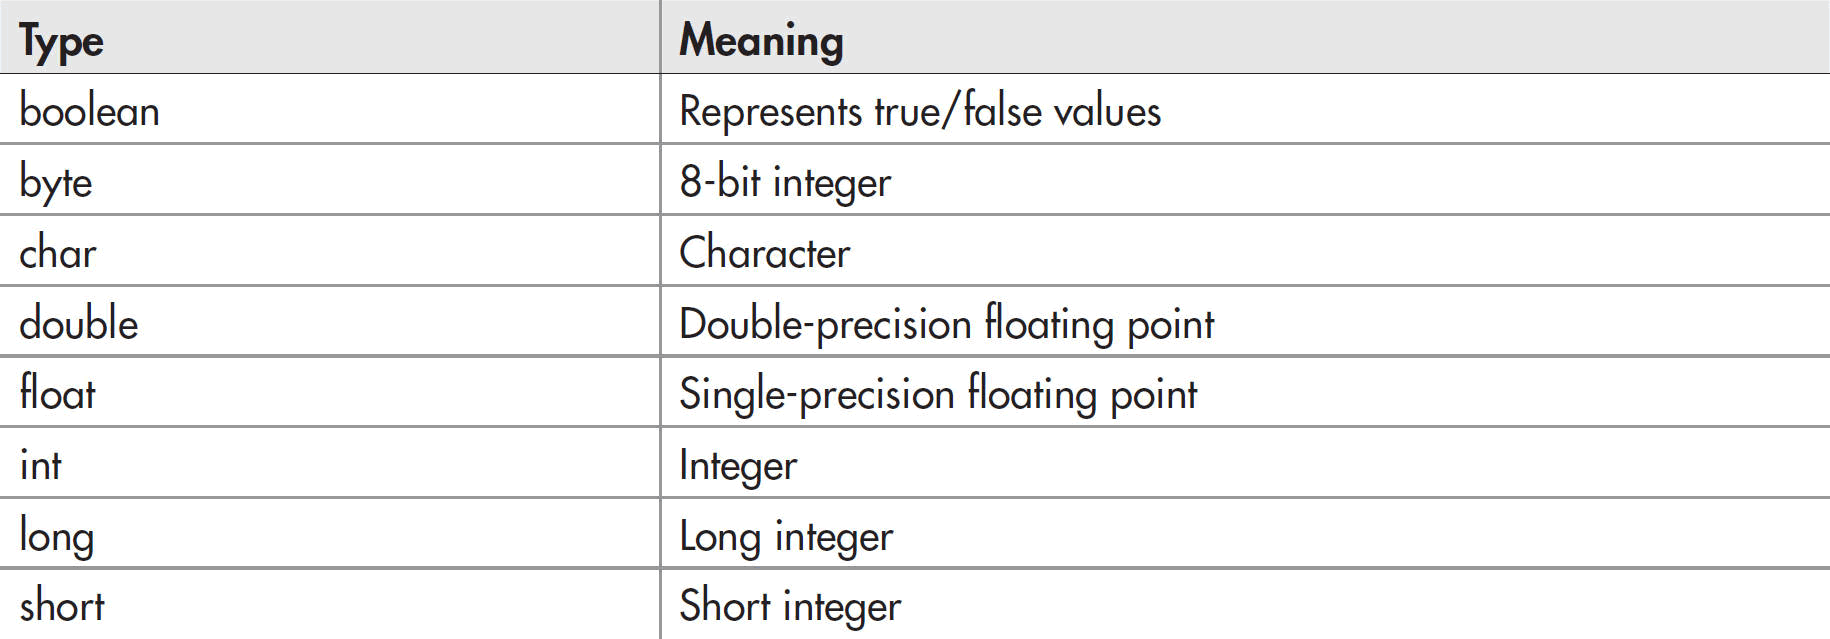 Type Meaning
boolean Represents true/false values
byte 8-bit integer
char Character
double Double-precision floating point
float Single-precision floating point
int Integer
long Long integer
short Short integer